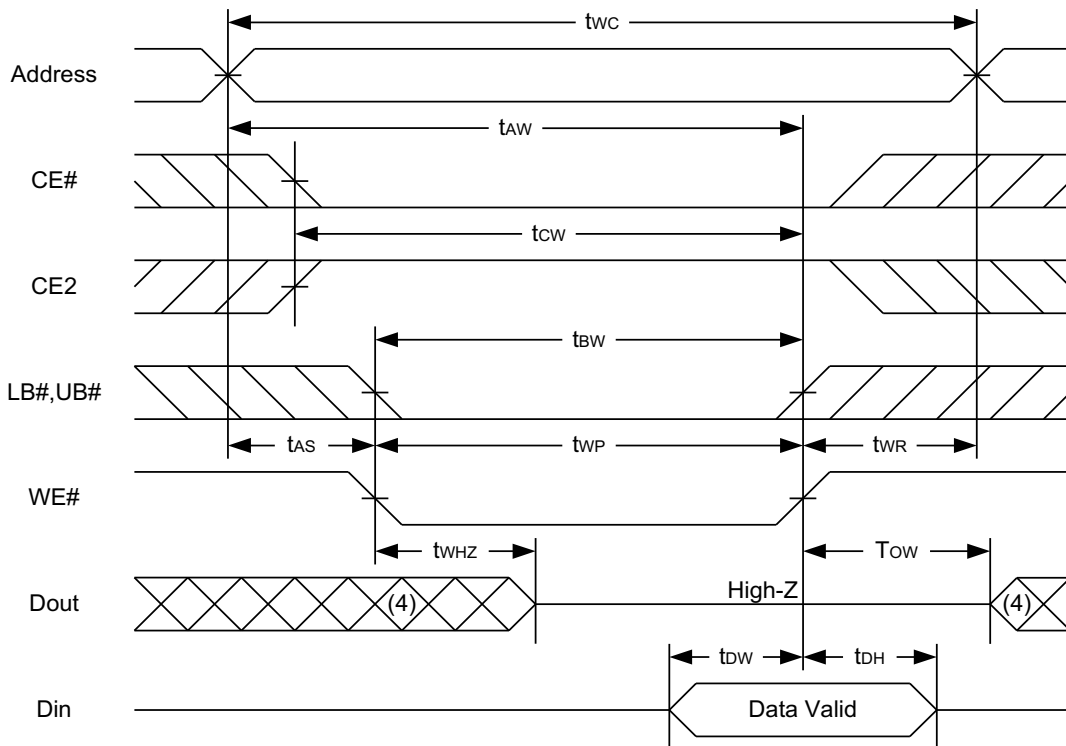 tWC
Address
tAW
CE#
tCW
CE2
tBW
LB#,UB#
tAS
tWP
tWR
WE#
tWHZ
TOW
High-Z
Dout
(4)
(4)
tDW
tDH
Din
Data Valid